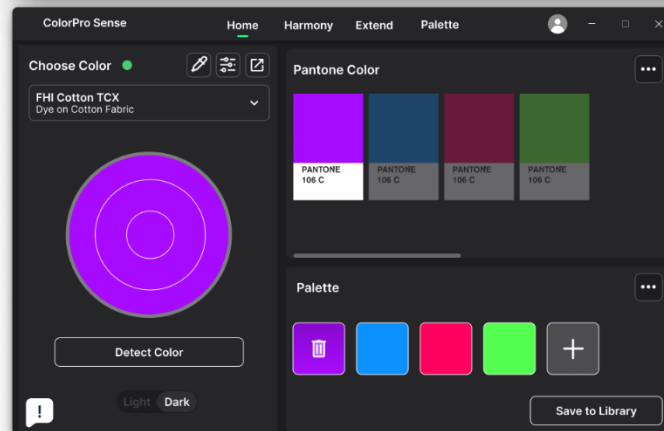 ColorPro Sense
Home
Harmony
Extend
Palette
Choose Color
FHI Cotton TCX
Dye on Cotton Fabric
Detect Color
Light
Dark
!
Pantone Color
PANTONE
106 C
PANTONE
106 C
PANTONE
106 C
PANTONE
106 C
Palette
Save to Library